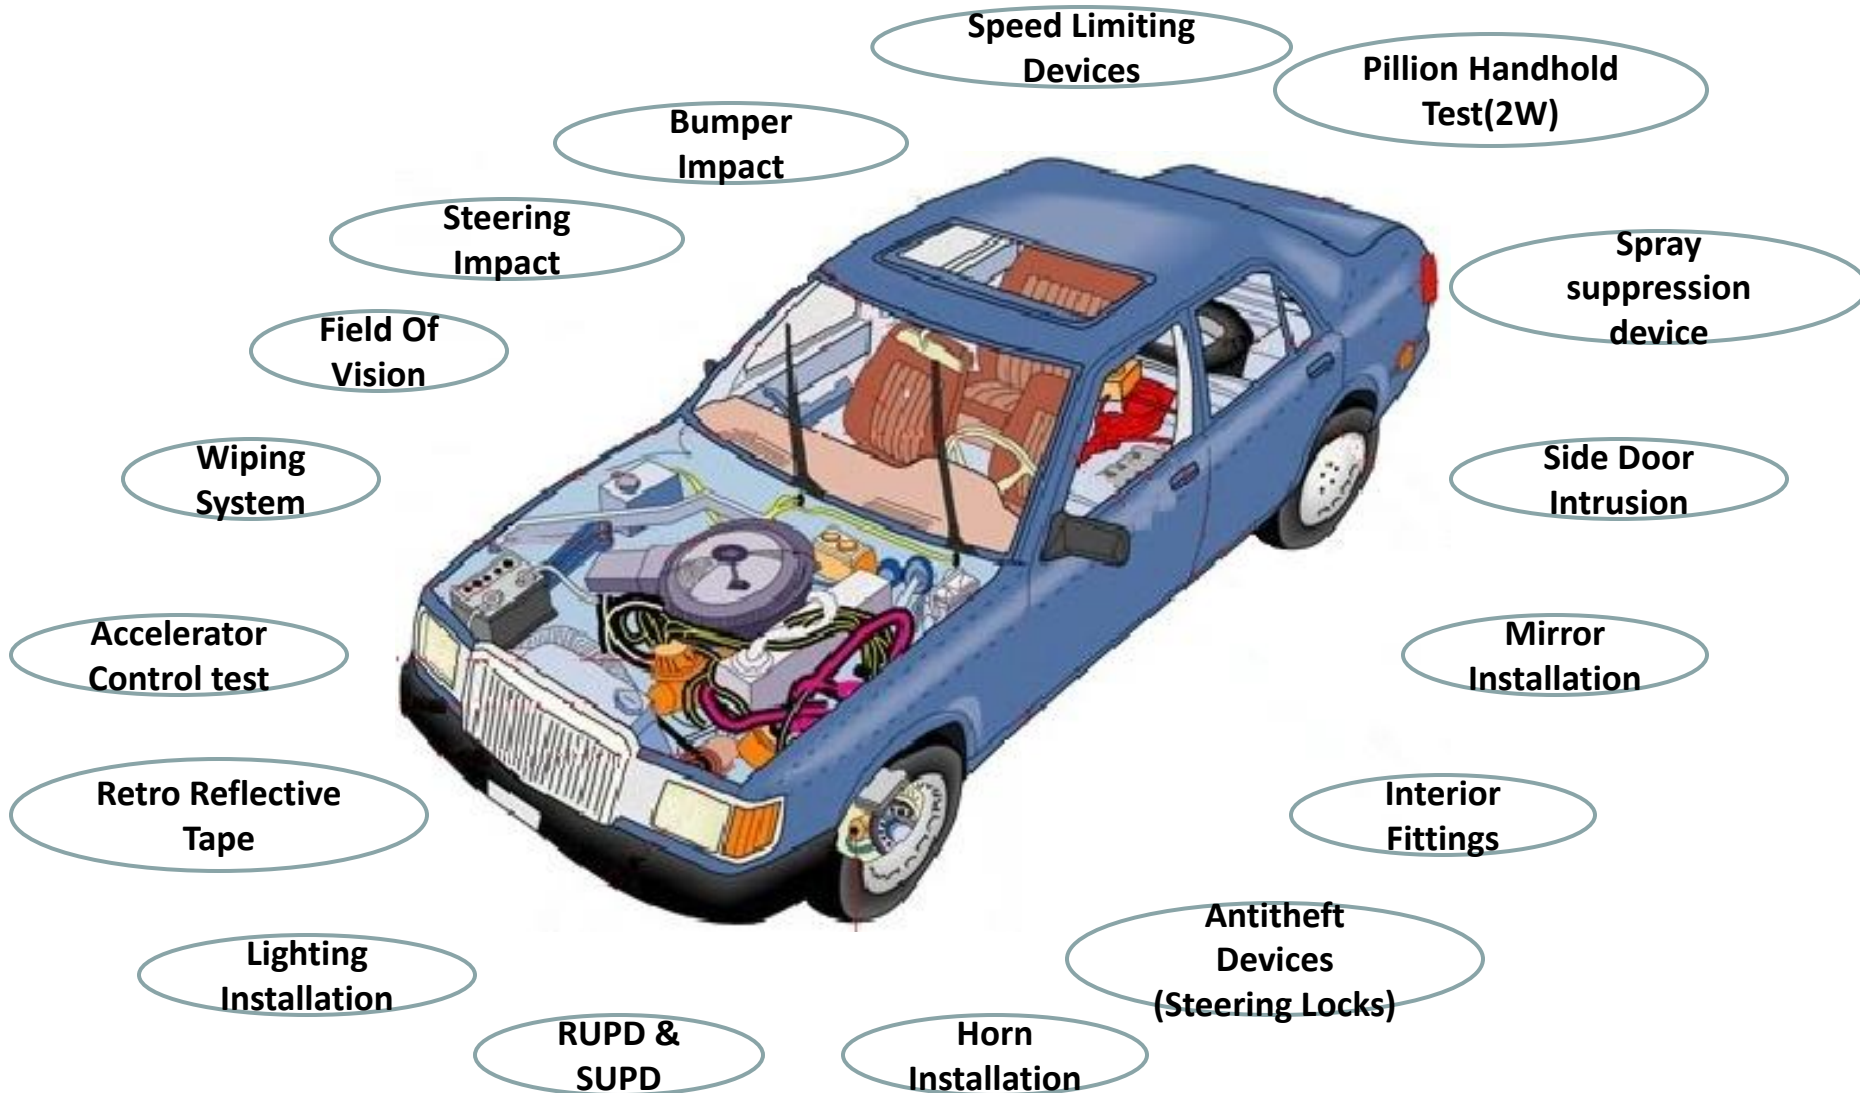 Speed Limiting
Devices
Pillion Handhold
Test(2W)
Bumper
Impact
Steering
Impact
Spray
suppression
device
Field Of
Vision
Wiping
System
Side Door
Intrusion
Accelerator
Control test
Mirror
Installation
Retro Reflective
Tape
Interior
Fittings
Antitheft
Devices
(Steering Locks)
Lighting
Installation
RUPD &
SUPD
Horn
Installation